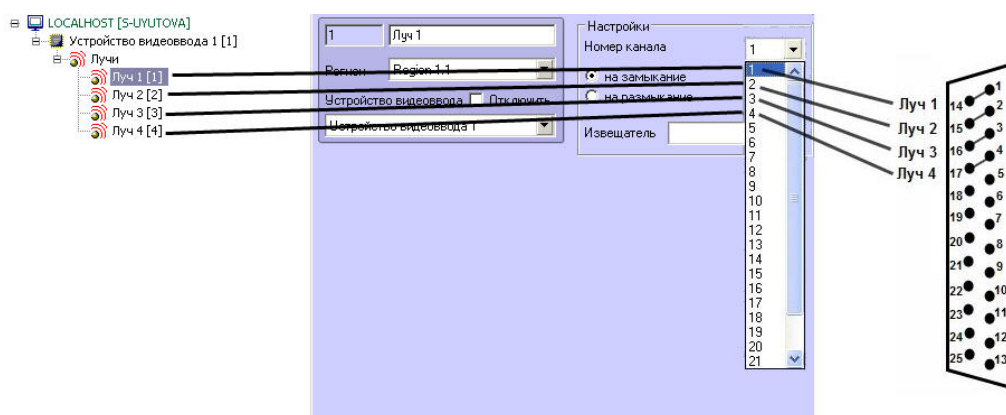 LOCALHOST [S-UYUTOVA]
Устройство видеоввода 1 [1]
Лучи
Луч 1 [1]
Луч 2 [2]
Луч 3 [3]
Луч 4 [4]
1
Луч 1
Регион
Region 1.1
Устройство видеоввода
Отключить
Устройство видеоввода 1
Настройки
Номер канала
1
на замыкание
на размыкание
Извещатель
1
2
3
4
5
6
7
8
9
10
11
12
13
14
15
16
17
18
19
20
21
Луч 1
Луч 2
Луч 3
Луч 4
1
14
2
15
3
16
4
17
5
18
6
19
7
20
8
21
9
22
10
23
11
24
12
25
13